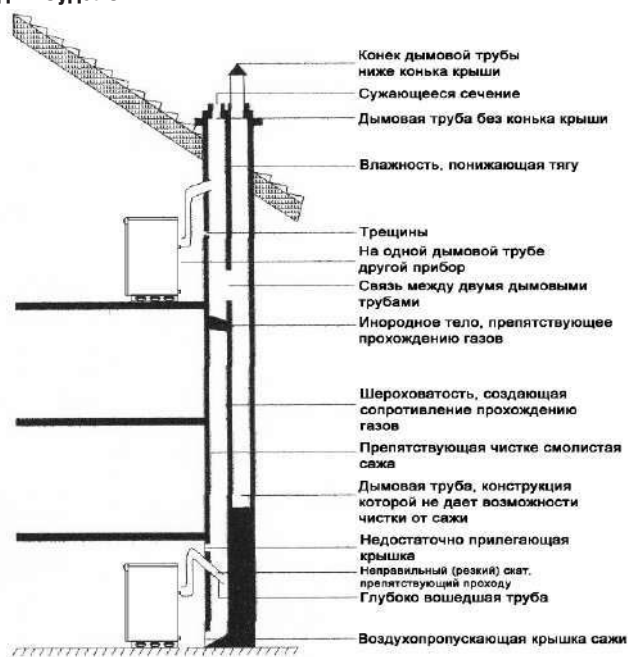 Конек дымовой трубы
ниже конька крыши
Сужающееся сечение
Дымовая труба без конька крыши
Влажность, понижающая тягу
Трещины
На одной дымовой трубе
другой прибор
Связь между двумя дымовыми
трубами
Инородное тело, препятствующее
прохождению газов
Шероховатость, создающая
сопротивление прохождению
газов
Препятствующая чистке смолистая
сажа
Дымовая труба, конструкция
которой не дает возможности
чистки от сажи
Недостаточно прилегающая
крышка
Неправильный (резкий) скат,
препятствующий проходу
Глубоко вошедшая труба
Воздухопропускающая крышка сажи